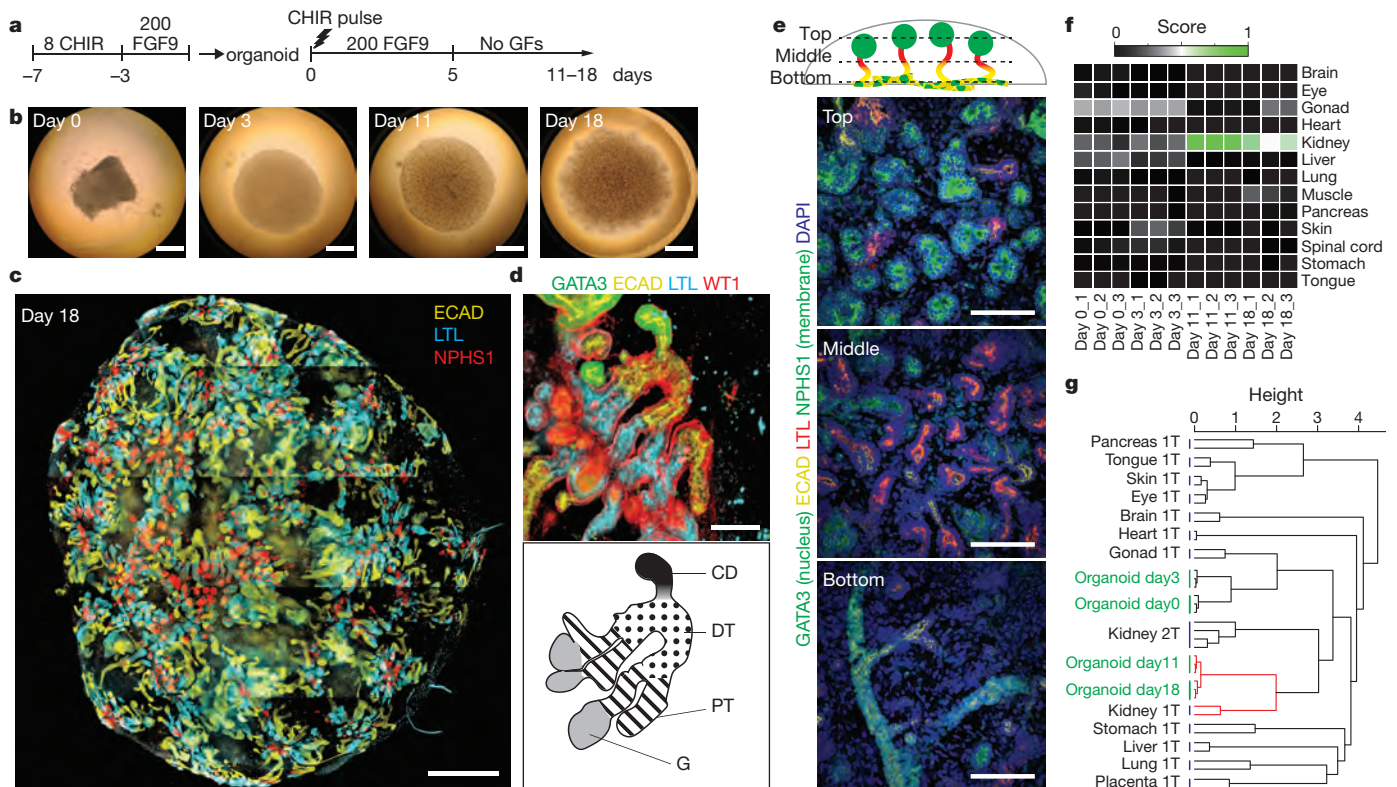 a
CHIR pulse
200
8 CHIR
FGF9
organoid
200 FGF9
No GFs
–7
–3
0
5
11–18
days
b
Day 0
Day 3
Day 11
Day 18
c
Day 18
ECAD
LTL
NPHS1
d
GATA3 ECAD LTL WT1
CD
DT
PT
G
e
Top
Middle
Bottom
GATA3 (nucleus) ECAD LTL NPHS1 (membrane) DAPI
Top
Middle
Bottom
f
Score
0
1
Brain
Eye
Gonad
Heart
Kidney
Liver
Lung
Muscle
Pancreas
Skin
Spinal cord
Stomach
Tongue
Day 0_1
Day 0_2
Day 0_3
Day 3_1
Day 3_2
Day 3_3
Day 11_1
Day 11_2
Day 11_3
Day 18_1
Day 18_2
Day 18_3
g
Height
0 1 2 3 4
Pancreas 1T
Tongue 1T
Skin 1T
Eye 1T
Brain 1T
Heart 1T
Gonad 1T
Organoid day3
Organoid day0
Kidney 2T
Organoid day11
Organoid day18
Kidney 1T
Stomach 1T
Liver 1T
Lung 1T
Placenta 1T